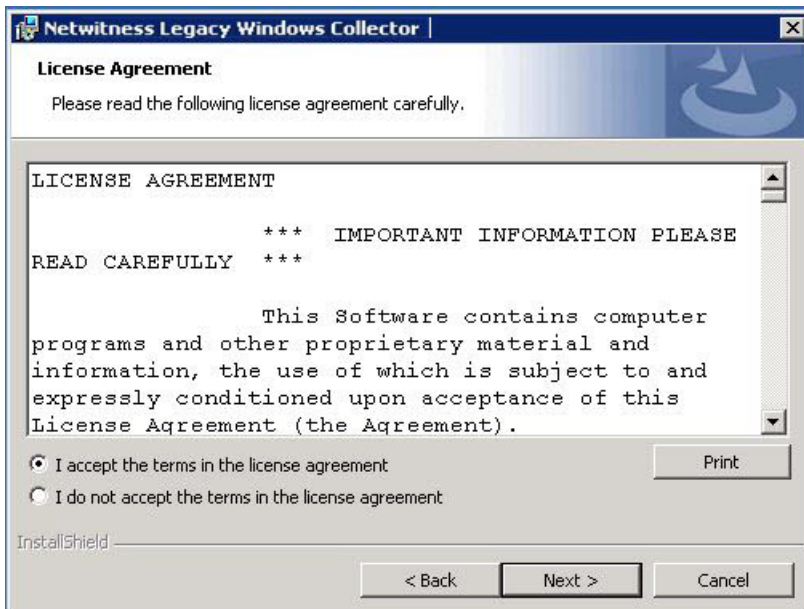 Netwitness Legacy Windows Collector
License Agreement
Please read the following license agreement carefully.
LICENSE AGREEMENT
*** IMPORTANT INFORMATION PLEASE
READ CAREFULLY ***
This Software contains computer
programs and other proprietary material and
information, the use of which is subject to and
expressly conditioned upon acceptance of this
License Agreement (the Agreement).
I accept the terms in the license agreement
Print
I do not accept the terms in the license agreement
InstallShield
< Back Next > Cancel